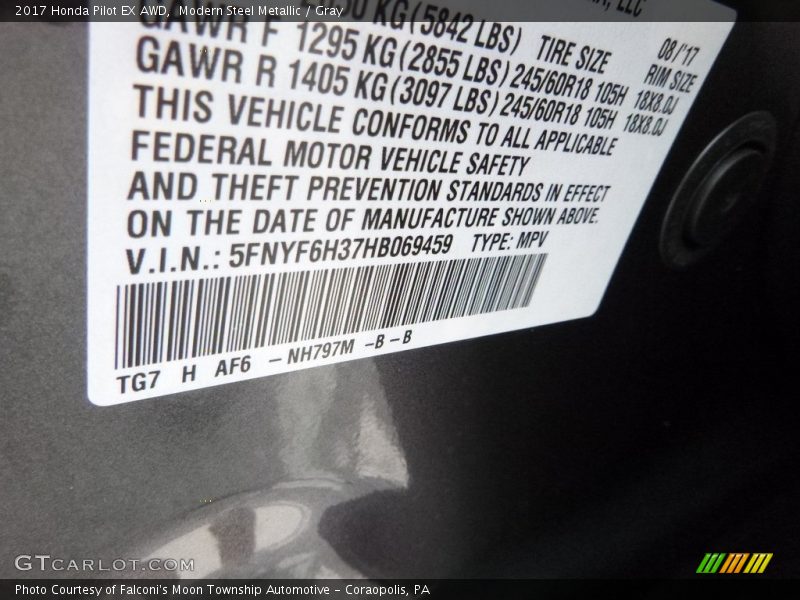 2017 Honda Pilot EX AWD, Modern Steel Metallic / Gray
LLC
KG (5842 LBS)
08/'17
GAWR F 1295 KG (2855 LBS) 245/60R18 105H 18X8.0J
TIRE SIZE
RIM SIZE
GAWR R 1405 KG (3097 LBS) 245/60R18 105H 18X8.0J
THIS VEHICLE CONFORMS TO ALL APPLICABLE
FEDERAL MOTOR VEHICLE SAFETY
AND THEFT PREVENTION STANDARDS IN EFFECT
ON THE DATE OF MANUFACTURE SHOWN ABOVE.
V.I.N.: 5FNYF6H37HB069459 TYPE: MPV
TG7 H AF6 – NH797M –B – B
GTCARLOT.COM
Photo Courtesy of Falconi's Moon Township Automotive – Coraopolis, PA